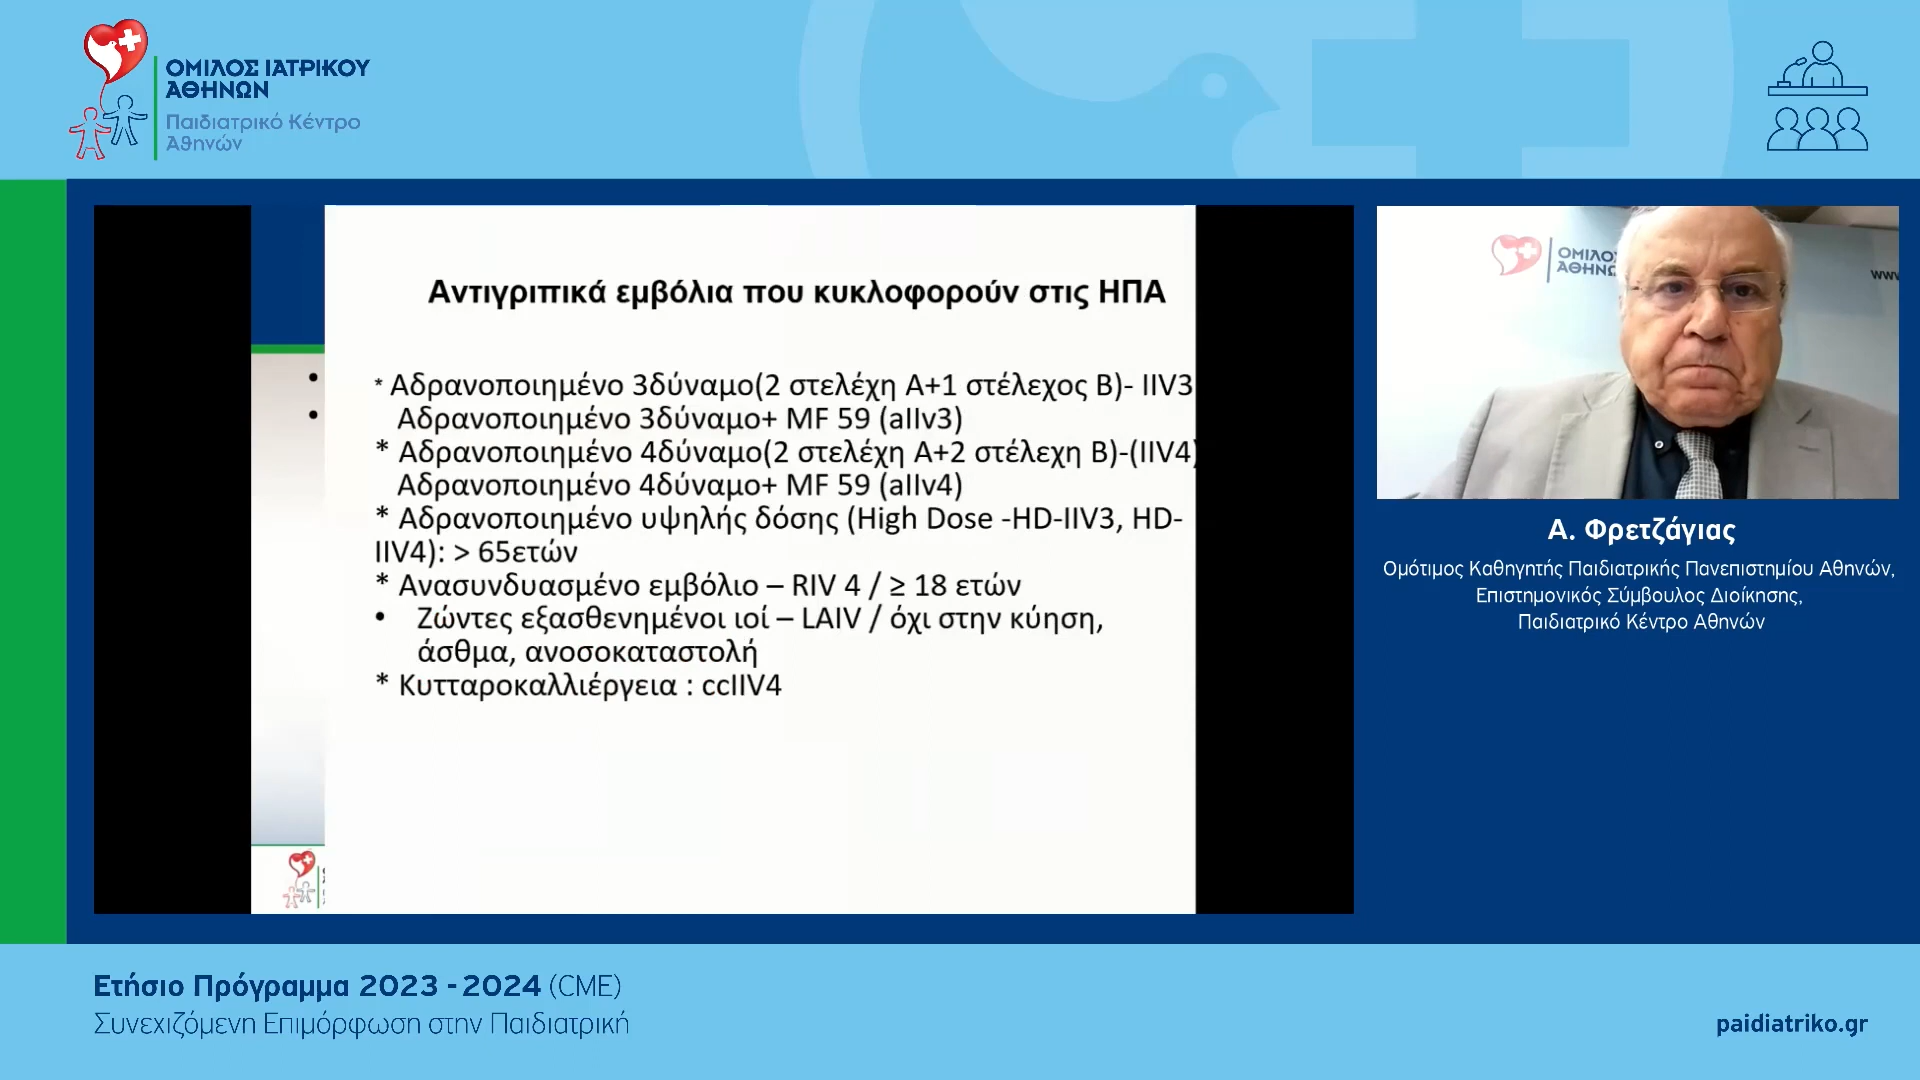 ΟΜΙΛΟΣ ΙΑΤΡΙΚΟΥ
ΑΘΗΝΩΝ
Παιδιατρικό Κέντρο
Αθηνών
Αντιγριπικά εμβόλια που κυκλοφορούν στις ΗΠΑ
* Αδρανοποιημένο 3δύναμο(2 στελέχη Α+1 στέλεχος Β)- IIV3
Αδρανοποιημένο 3δύναμο+ MF 59 (aIIv3)
* Αδρανοποιημένο 4δύναμο(2 στελέχη Α+2 στέλεχη Β)-(IIV4)
Αδρανοποιημένο 4δύναμο+ MF 59 (aIIv4)
* Αδρανοποιημένο υψηλής δόσης (High Dose -HD-IIV3, HD-
IIV4): > 65ετών
* Ανασυνδυασμένο εμβόλιο – RIV 4 / ≥ 18 ετών
• Ζώντες εξασθενημένοι ιοί – LAIV / όχι στην κύηση,
άσθμα, ανοσοκαταστολή
* Κυτταροκαλλιέργεια : ccIIV4
ΟΜΙΛΟ
ΑΘΗΝΩ
www
Α. Φρετζάγιας
Ομότιμος Καθηγητής Παιδιατρικής Πανεπιστημίου Αθηνών,
Επιστημονικός Σύμβουλος Διοίκησης,
Παιδιατρικό Κέντρο Αθηνών
Ετήσιο Πρόγραμμα 2023 - 2024 (CME)
Συνεχιζόμενη Επιμόρφωση στην Παιδιατρική
paidiatriko.gr